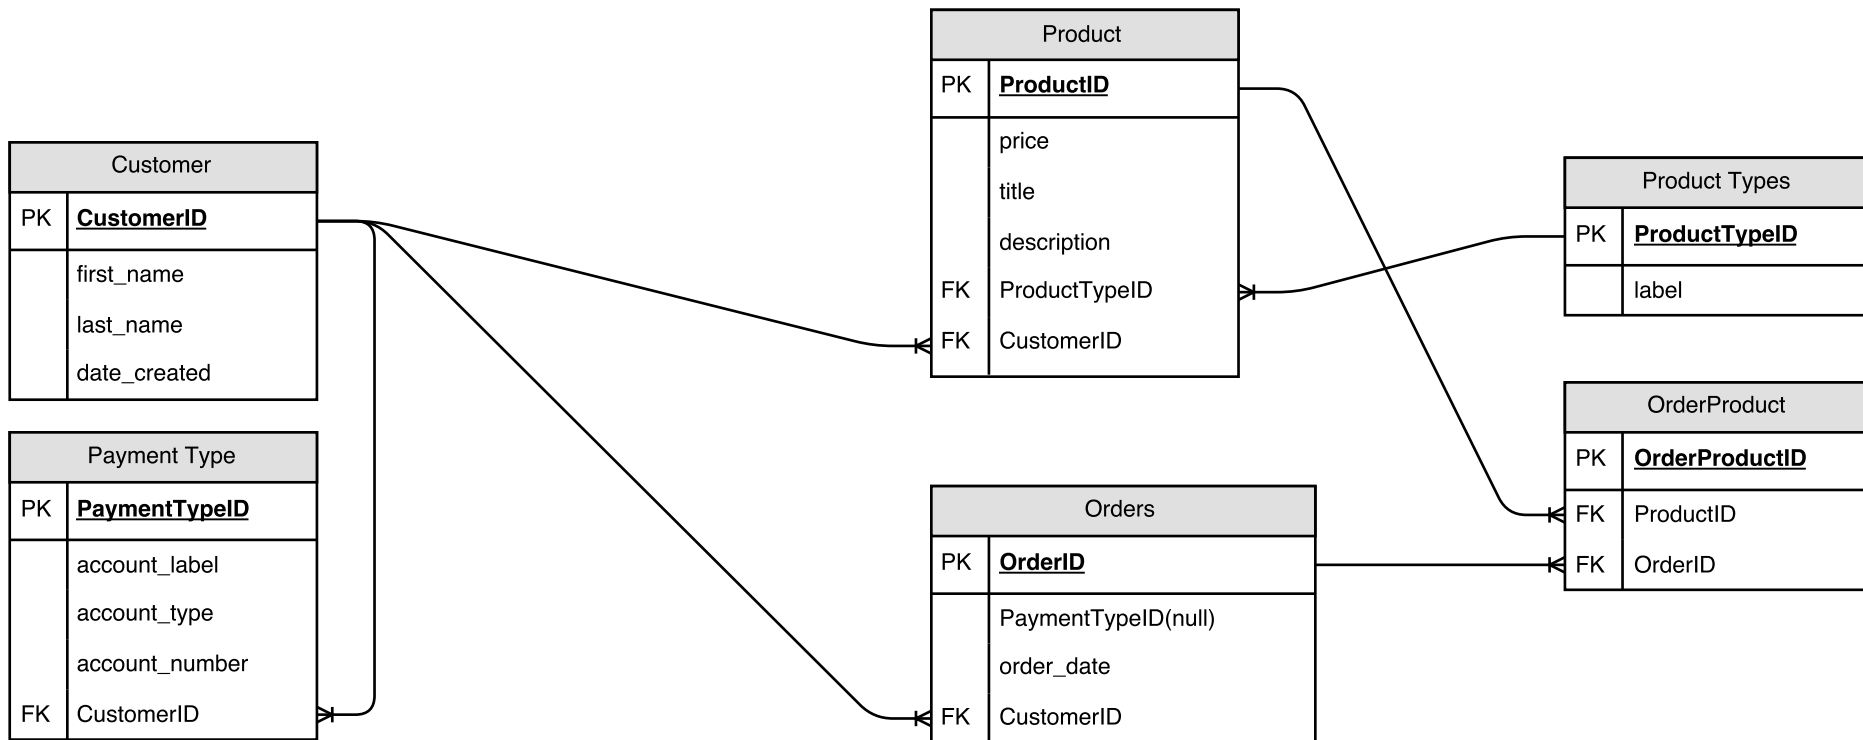 Customer
PK CustomerID
first_name
last_name
date_created
Payment Type
PK PaymentTypeID
account_label
account_type
account_number
FK CustomerID
Product
PK ProductID
price
title
description
FK ProductTypeID
FK CustomerID
Orders
PK OrderID
PaymentTypeID(null)
order_date
FK CustomerID
Product Types
PK ProductTypeID
label
OrderProduct
PK OrderProductID
FK ProductID
FK OrderID